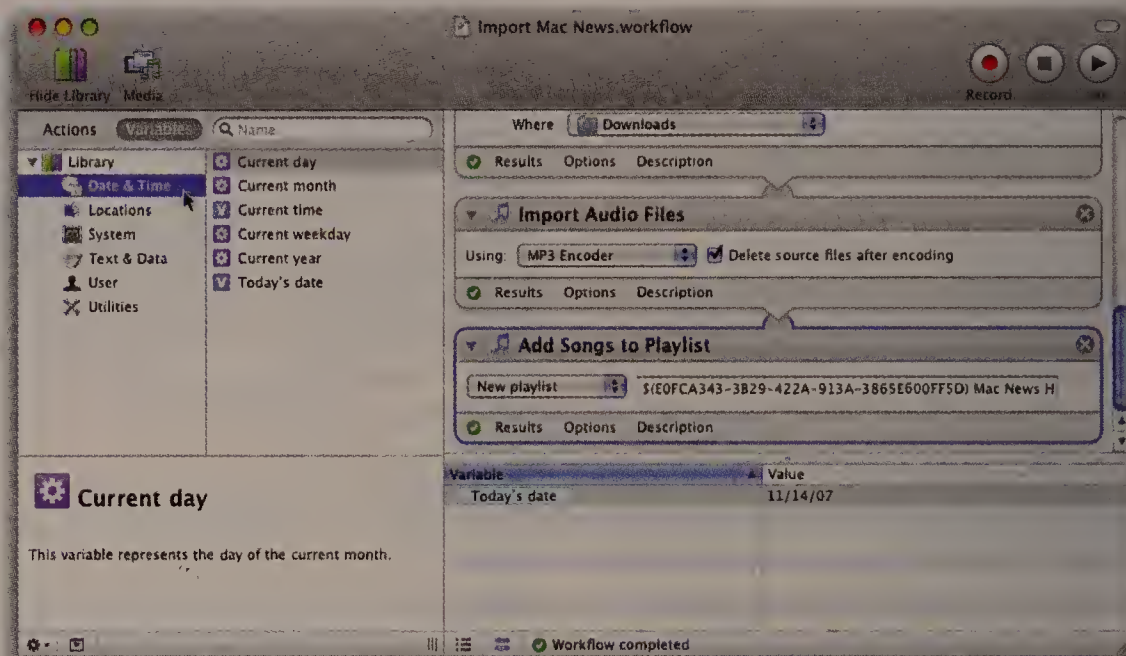 Import Mac News.workflow
Hide Library
Media
Record
Actions
Variables
Name
Library
Date & Time
Locations
System
Text & Data
User
Utilities
Current day
Current month
Current time
Current weekday
Current year
Today's date
Current day
This variable represents the day of the current month.
Where Downloads
Results Options Description
Import Audio Files
Using: MP3 Encoder Delete source files after encoding
Results Options Description
Add Songs to Playlist
New playlist $(E0FCA343-3B29-422A-913A-3865E600FF5D) Mac News H
Results Options Description
Variable Value
Today's date 11/14/07
Workflow completed